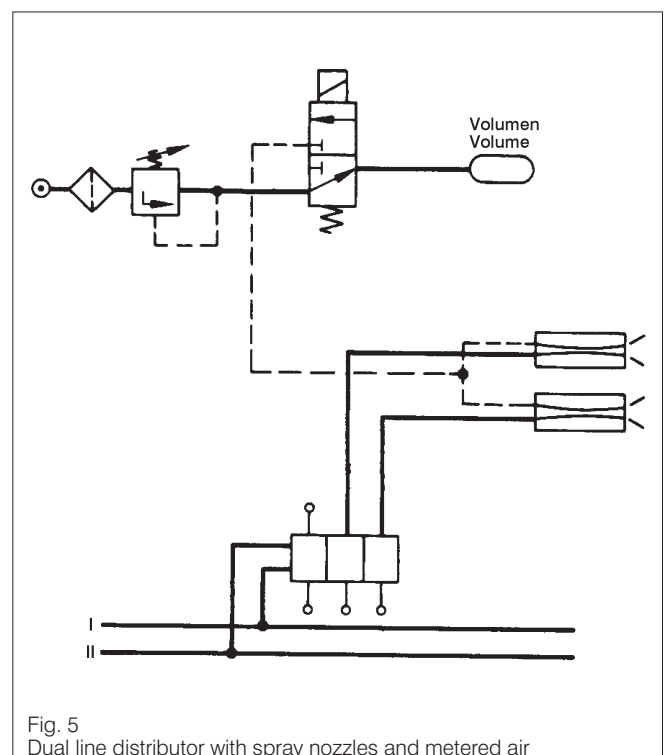 Volumen
Volume
I
II
Fig. 5
Dual line distributor with spray nozzles and metered air